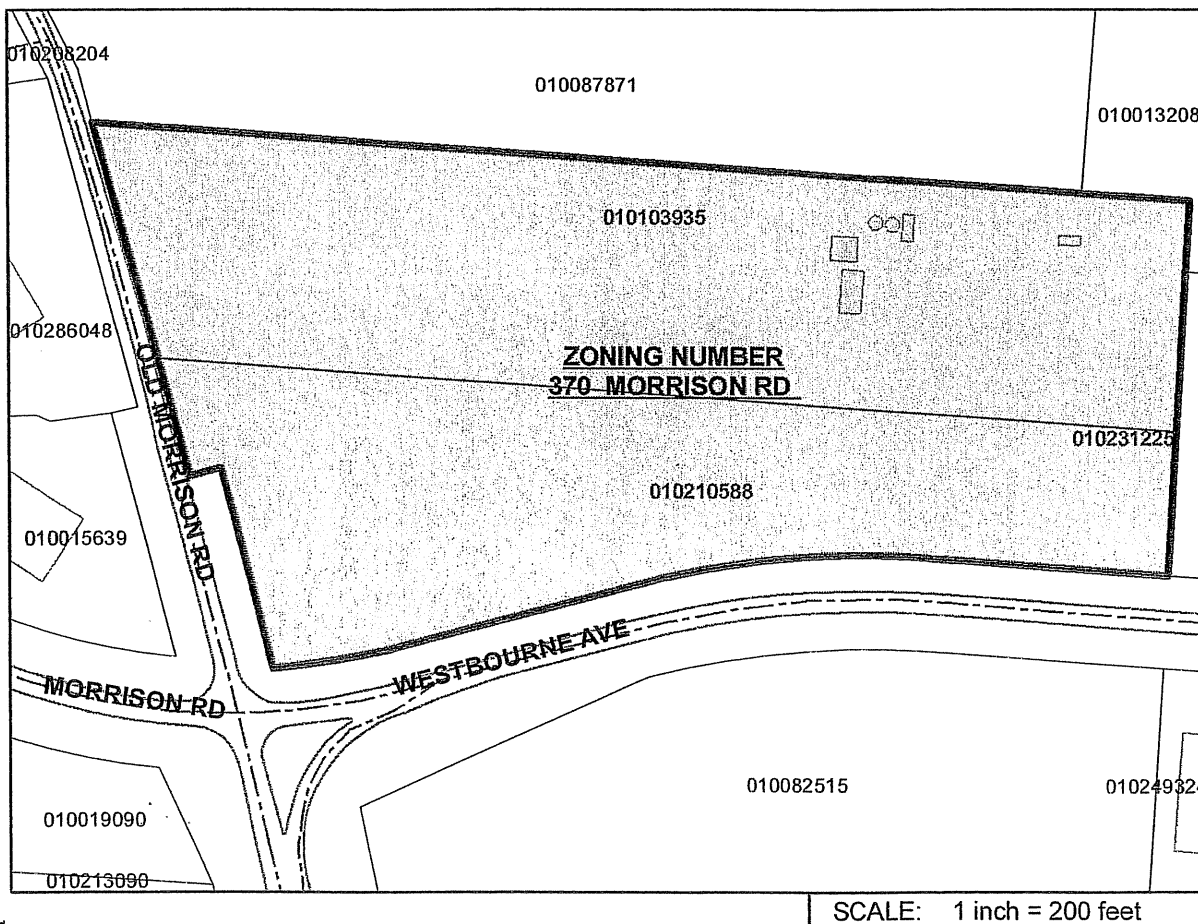 010208204
010087871
010013208
010103935
010286048
OLD MORRISON RD
ZONING NUMBER
370 MORRISON RD
010231225
010210588
010015639
WESTBOURNE AVE
MORRISON RD
010082515
010249324
010019090
010213090
SCALE: 1 inch = 200 feet